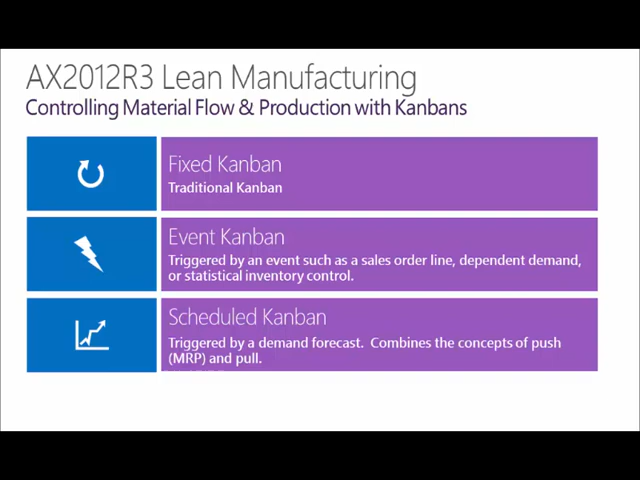 AX2012R3 Lean Manufacturing
Controlling Material Flow & Production with Kanbans
Fixed Kanban
Traditional Kanban
Event Kanban
Triggered by an event such as a sales order line, dependent demand,
or statistical inventory control.
Scheduled Kanban
Triggered by a demand forecast.  Combines the concepts of push
(MRP) and pull.